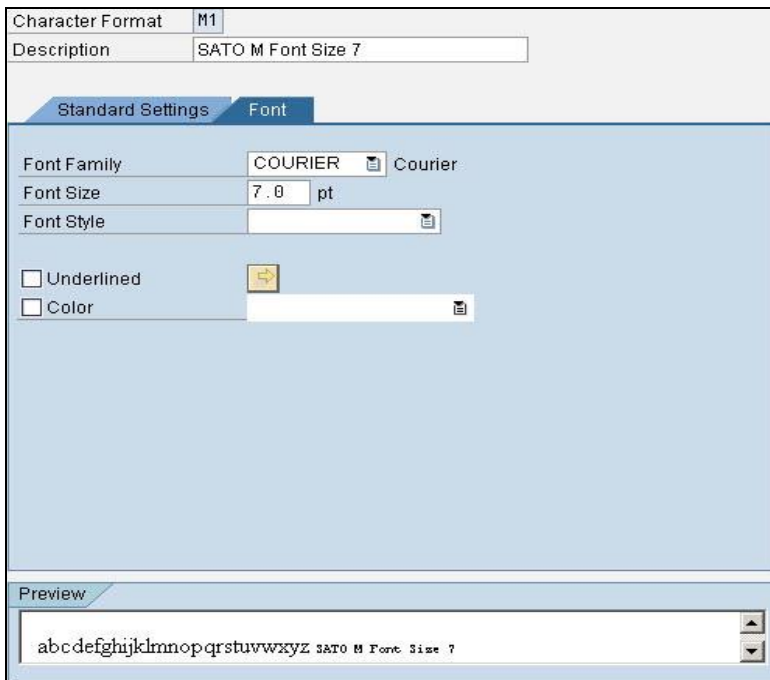 Character Format M1
Description SATO M Font Size 7
Standard Settings Font
Font Family COURIER Courier
Font Size 7.0 pt
Font Style
Underlined
Color
Preview
abcdefghijklmnopqrstuvwxyz SATO M Font Size 7